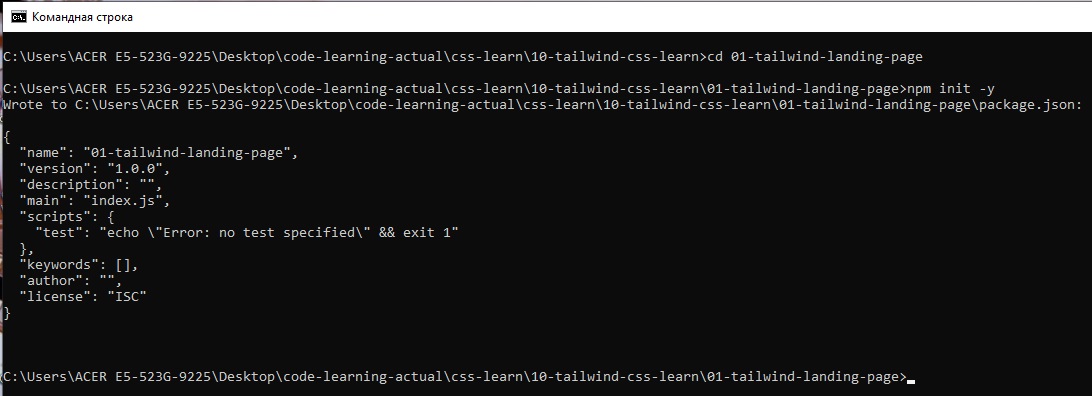 Командная строка
C:\Users\ACER E5-523G-9225\Desktop\code-learning-actual\css-learn\10-tailwind-css-learn>cd 01-tailwind-landing-page
C:\Users\ACER E5-523G-9225\Desktop\code-learning-actual\css-learn\10-tailwind-css-learn\01-tailwind-landing-page>npm init -y
Wrote to C:\Users\ACER E5-523G-9225\Desktop\code-learning-actual\css-learn\10-tailwind-css-learn\01-tailwind-landing-page\package.json:
{
  "name": "01-tailwind-landing-page",
  "version": "1.0.0",
  "description": "",
  "main": "index.js",
  "scripts": {
    "test": "echo \"Error: no test specified\" && exit 1"
  },
  "keywords": [],
  "author": "",
  "license": "ISC"
}
C:\Users\ACER E5-523G-9225\Desktop\code-learning-actual\css-learn\10-tailwind-css-learn\01-tailwind-landing-page>